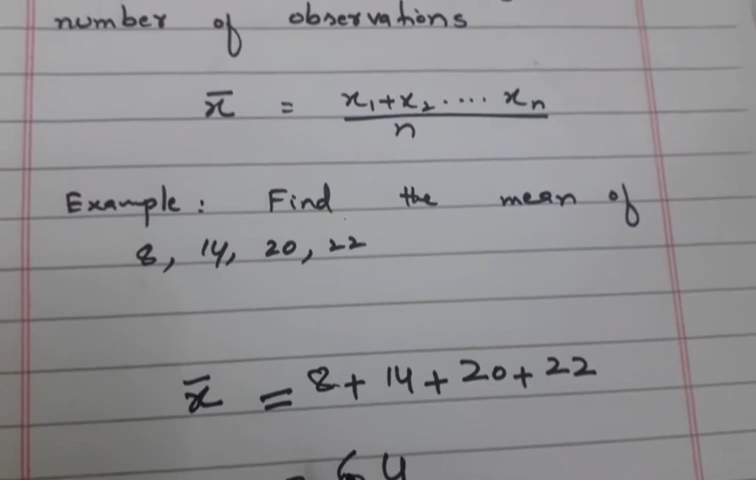 number of observations
x̄ = x₁+x₂.... xₙ
n
Example: Find the mean of
8, 14, 20, 22
x̄ = 8+ 14+20+22
= 64